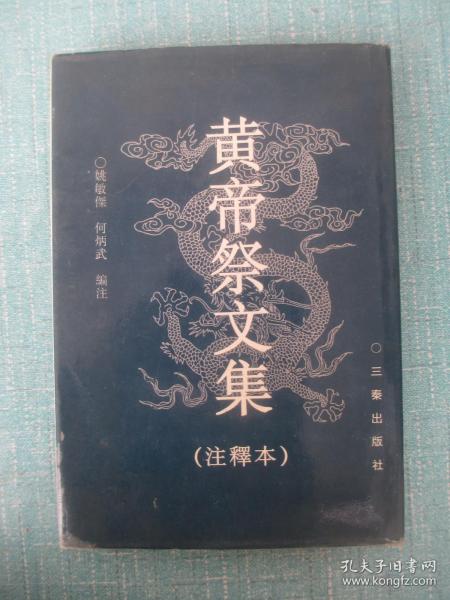 黄帝祭文集
(注釋本)
○姚敏傑 何炳武 編注
○三秦出版社
孔夫子旧书网
www.kongfz.com